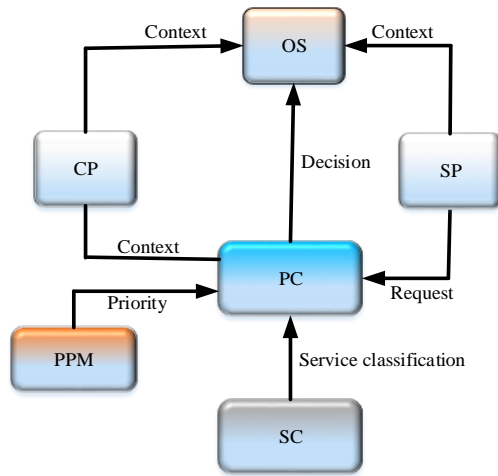 Context
OS
Context
CP
Decision
SP
Context
PC
Priority
Request
PPM
Service classification
SC